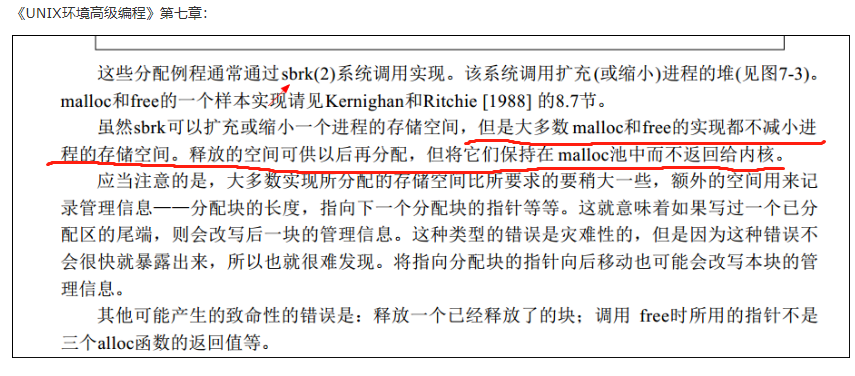 《UNIX环境高级编程》第七章：
这些分配例程通常通过sbrk(2)系统调用实现。该系统调用扩充(或缩小)进程的堆(见图7-3)。
malloc和free的一个样本实现请见Kernighan和Ritchie [1988] 的8.7节。
虽然sbrk可以扩充或缩小一个进程的存储空间，但是大多数malloc和free的实现都不减小进
程的存储空间。释放的空间可供以后再分配，但将它们保持在malloc池中而不返回给内核。
应当注意的是，大多数实现所分配的存储空间比所要求的要稍大一些，额外的空间用来记
录管理信息——分配块的长度，指向下一个分配块的指针等等。这就意味着如果写过一个已分
配区的尾端，则会改写后一块的管理信息。这种类型的错误是灾难性的，但是因为这种错误不
会很快就暴露出来，所以也就很难发现。将指向分配块的指针向后移动也可能会改写本块的管
理信息。
其他可能产生的致命性的错误是：释放一个已经释放了的块；调用 free时所用的指针不是
三个alloc函数的返回值等。